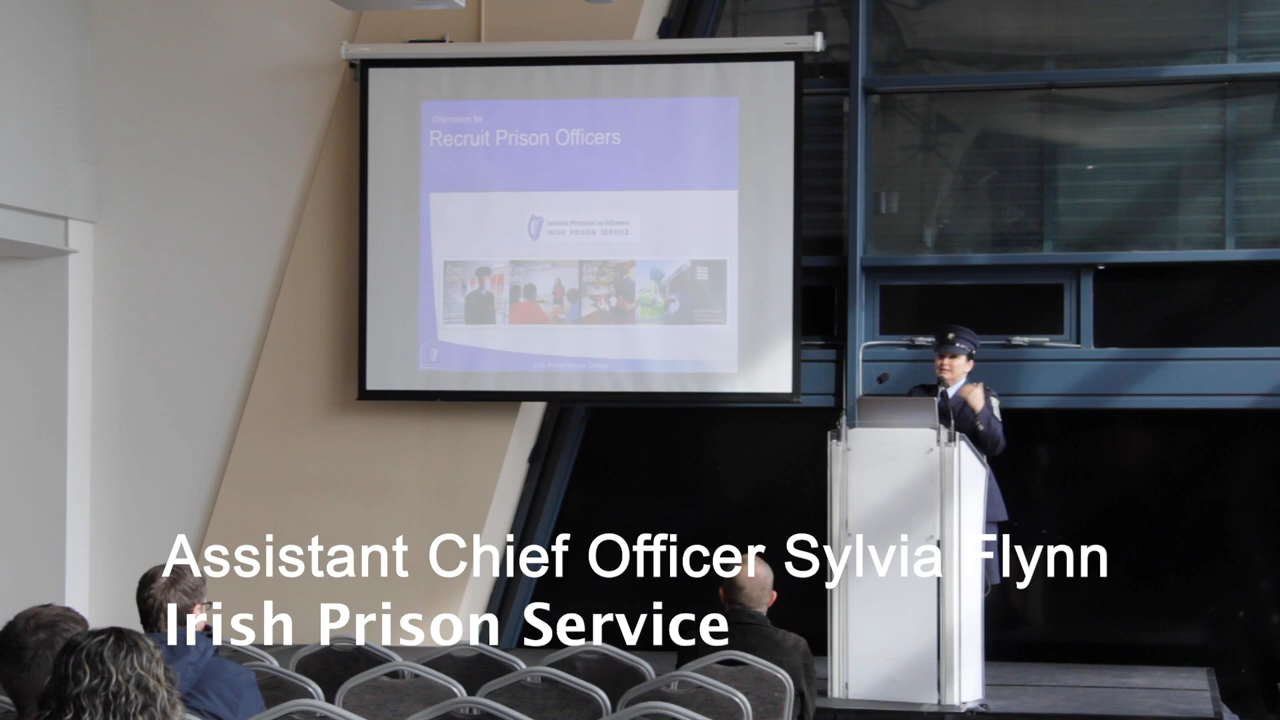 Orientation for
Recruit Prison Officers
IRISH PRISON SERVICE
Assistant Chief Officer Sylvia Flynn
Irish Prison Service